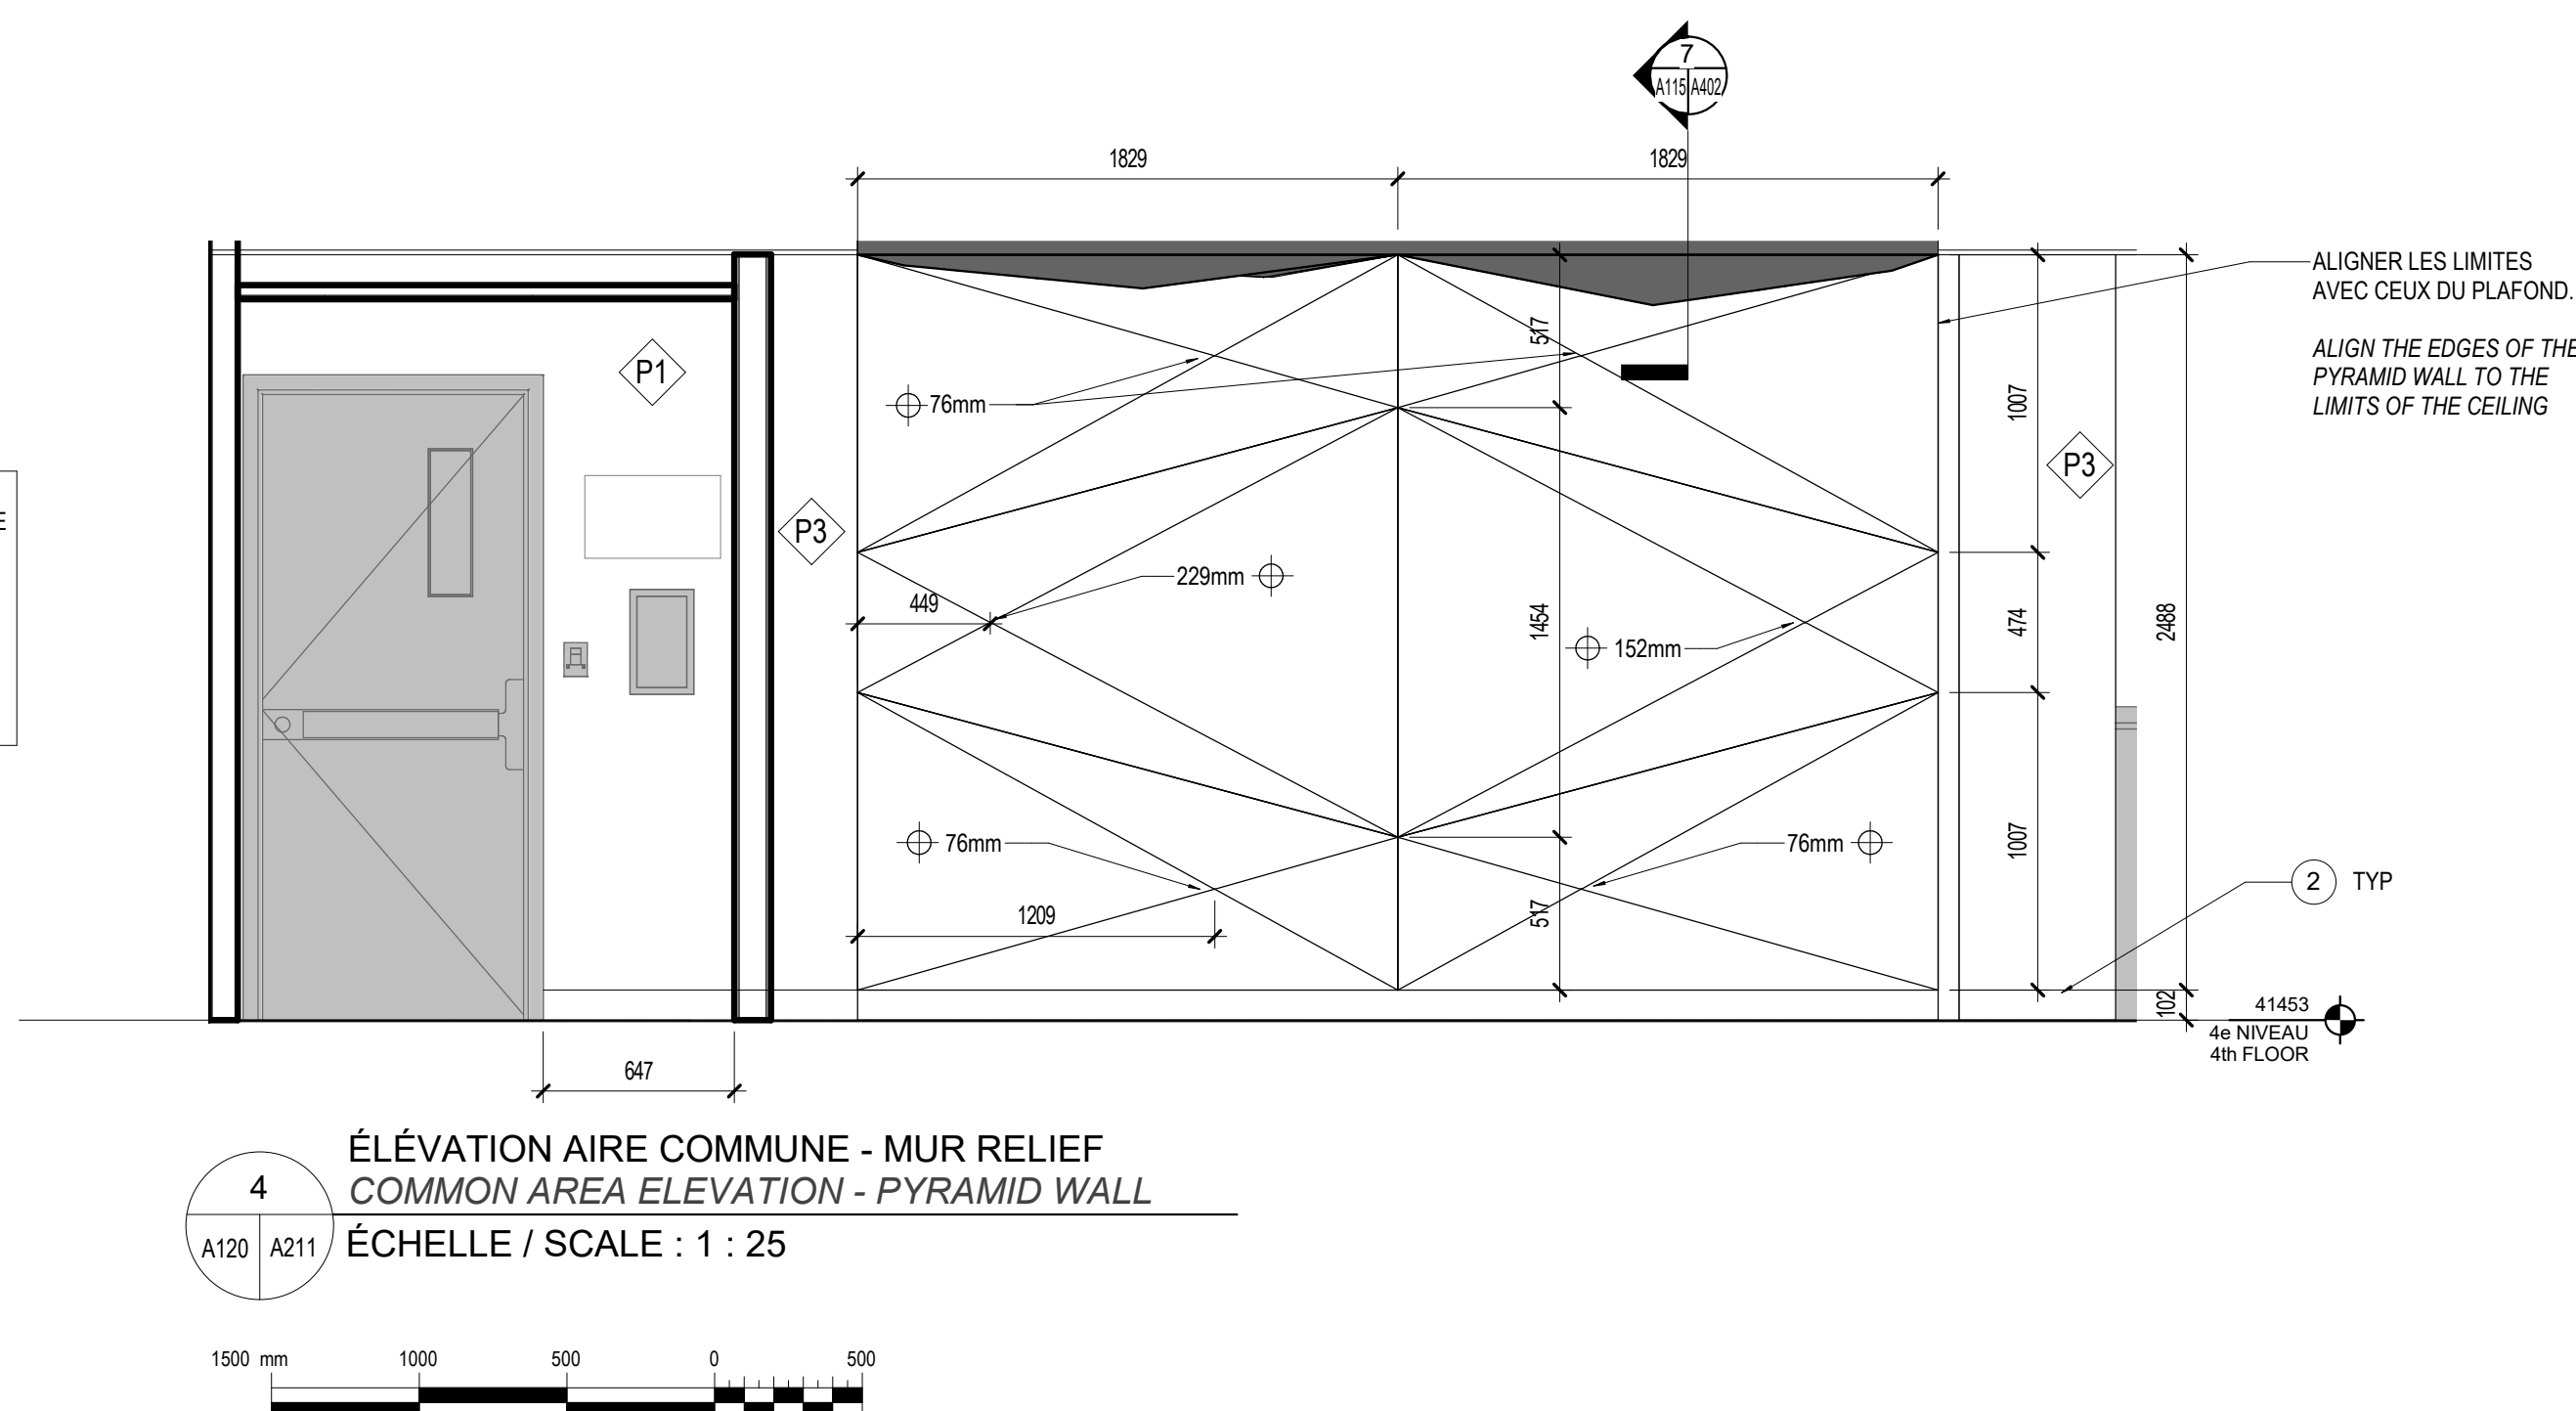 7
A115 A402
1829
1829
ALIGNER LES LIMITES
AVEC CEUX DU PLAFOND.
ALIGN THE EDGES OF THE
PYRAMID WALL TO THE
LIMITS OF THE CEILING
P1
517
76mm
1007
P3
E
P3
229mm
449
1454
474
2488
152mm
76mm
76mm
1007
2 TYP
1209
517
102
41453
4e NIVEAU
4th FLOOR
647
4
A120 A211
ÉLÉVATION AIRE COMMUNE - MUR RELIEF
COMMON AREA ELEVATION - PYRAMID WALL
ÉCHELLE / SCALE : 1 : 25
1500 mm 1000 500 0 500